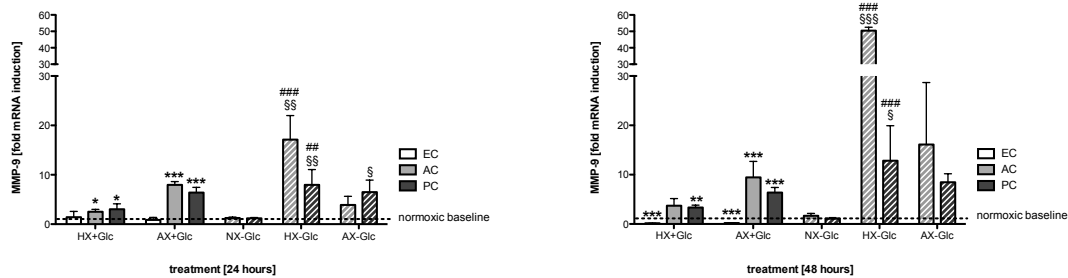 MMP-9 [fold mRNA induction]
60
50
40
30
30
20
10
0
*
*
***
***
###
§§
##
§§
§
EC
AC
PC
normoxic baseline
HX+Glc
AX+Glc
NX-Glc
HX-Glc
AX-Glc
treatment [24 hours]
MMP-9 [fold mRNA induction]
60
50
40
30
30
20
10
0
***
**
***
***
***
###
§§§
###
§
EC
AC
PC
normoxic baseline
HX+Glc
AX+Glc
NX-Glc
HX-Glc
AX-Glc
treatment [48 hours]